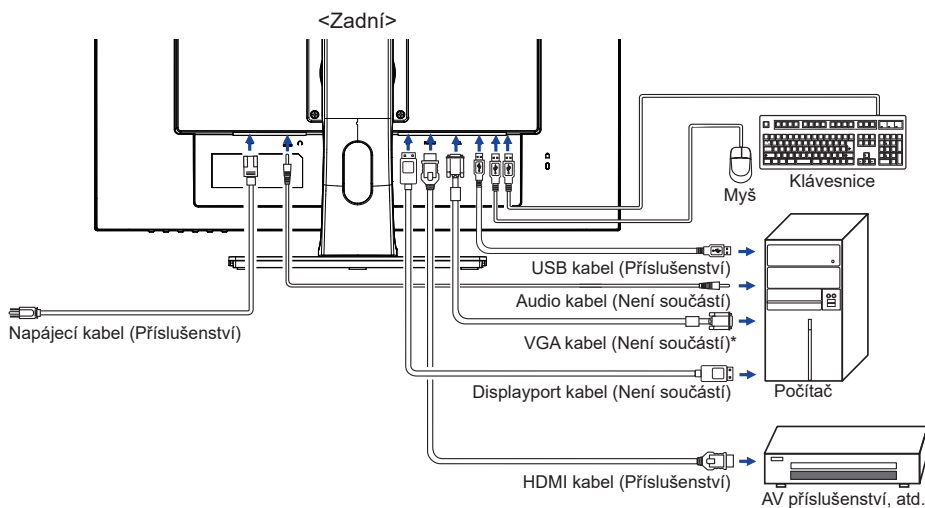 <Zadní>
Klávesnice
Myš
USB kabel (Příslušenství)
Audio kabel (Není součástí)
Napájecí kabel (Příslušenství)
VGA kabel (Není součástí)*
Displayport kabel (Není součástí)
Počítač
HDMI kabel (Příslušenství)
AV příslušenství, atd.